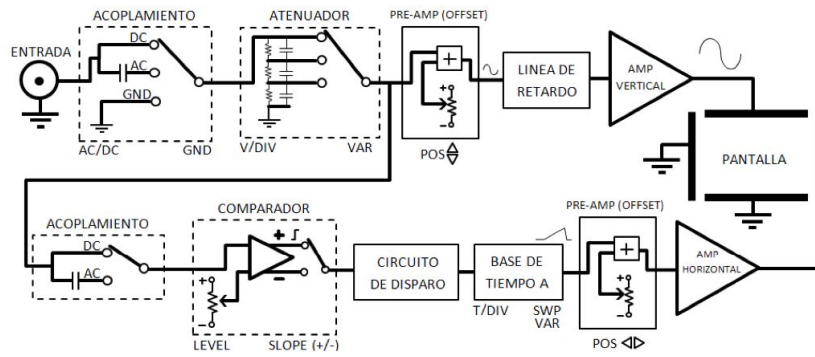 ACOPLAMIENTO
ATENUADOR
PRE-AMP (OFFSET)
ENTRADA
DC
AC
GND
AC/DC
GND
V/DIV
VAR
+
+
−
POS
LINEA DE
RETARDO
AMP
VERTICAL
PANTALLA
ACOPLAMIENTO
DC
AC
COMPARADOR
+
−
+
−
LEVEL
SLOPE (+/-)
CIRCUITO
DE DISPARO
BASE DE
TIEMPO A
T/DIV
SWP
VAR
PRE-AMP (OFFSET)
+
+
−
POS
AMP
HORIZONTAL